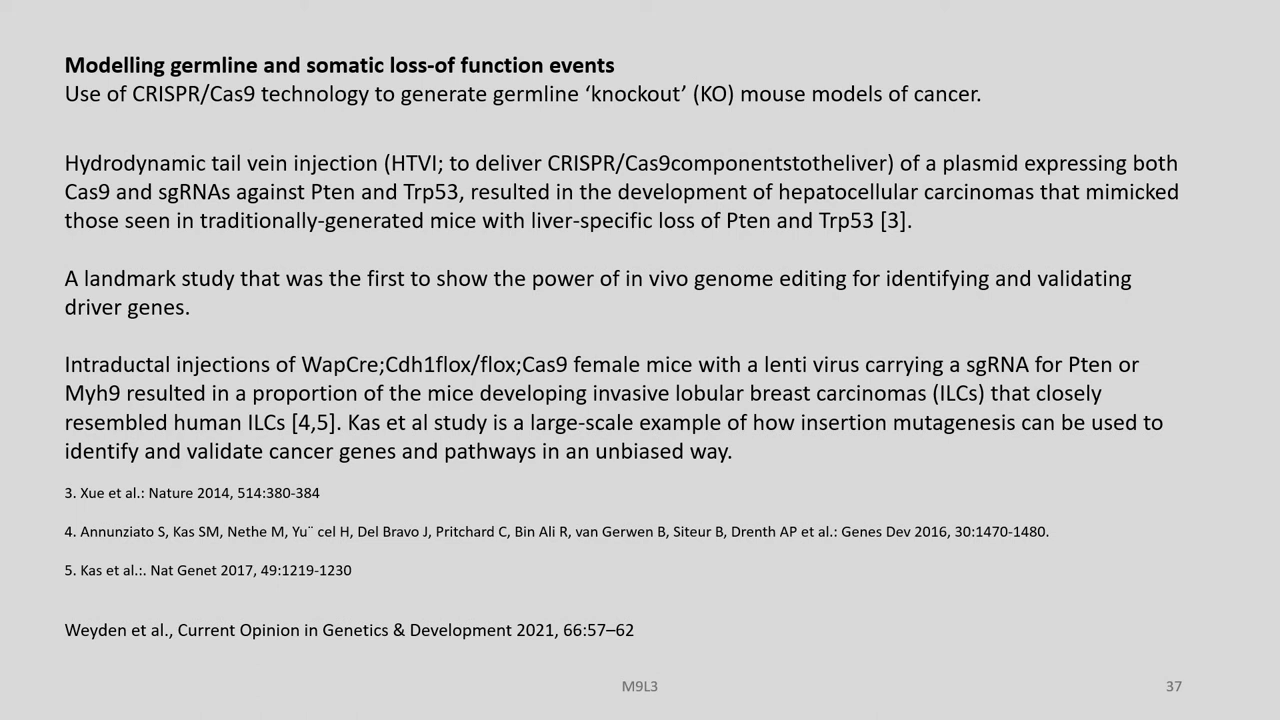 Modelling germline and somatic loss-of function events
Use of CRISPR/Cas9 technology to generate germline ‘knockout’ (KO) mouse models of cancer.
Hydrodynamic tail vein injection (HTVI; to deliver CRISPR/Cas9componentstotheliver) of a plasmid expressing both
Cas9 and sgRNAs against Pten and Trp53, resulted in the development of hepatocellular carcinomas that mimicked
those seen in traditionally-generated mice with liver-specific loss of Pten and Trp53 [3].
A landmark study that was the first to show the power of in vivo genome editing for identifying and validating
driver genes.
Intraductal injections of WapCre;Cdh1flox/flox;Cas9 female mice with a lenti virus carrying a sgRNA for Pten or
Myh9 resulted in a proportion of the mice developing invasive lobular breast carcinomas (ILCs) that closely
resembled human ILCs [4,5]. Kas et al study is a large-scale example of how insertion mutagenesis can be used to
identify and validate cancer genes and pathways in an unbiased way.
3. Xue et al.: Nature 2014, 514:380-384
4. Annunziato S, Kas SM, Nethe M, Yu¨ cel H, Del Bravo J, Pritchard C, Bin Ali R, van Gerwen B, Siteur B, Drenth AP et al.: Genes Dev 2016, 30:1470-1480.
5. Kas et al.:. Nat Genet 2017, 49:1219-1230
Weyden et al., Current Opinion in Genetics & Development 2021, 66:57–62
M9L3
37